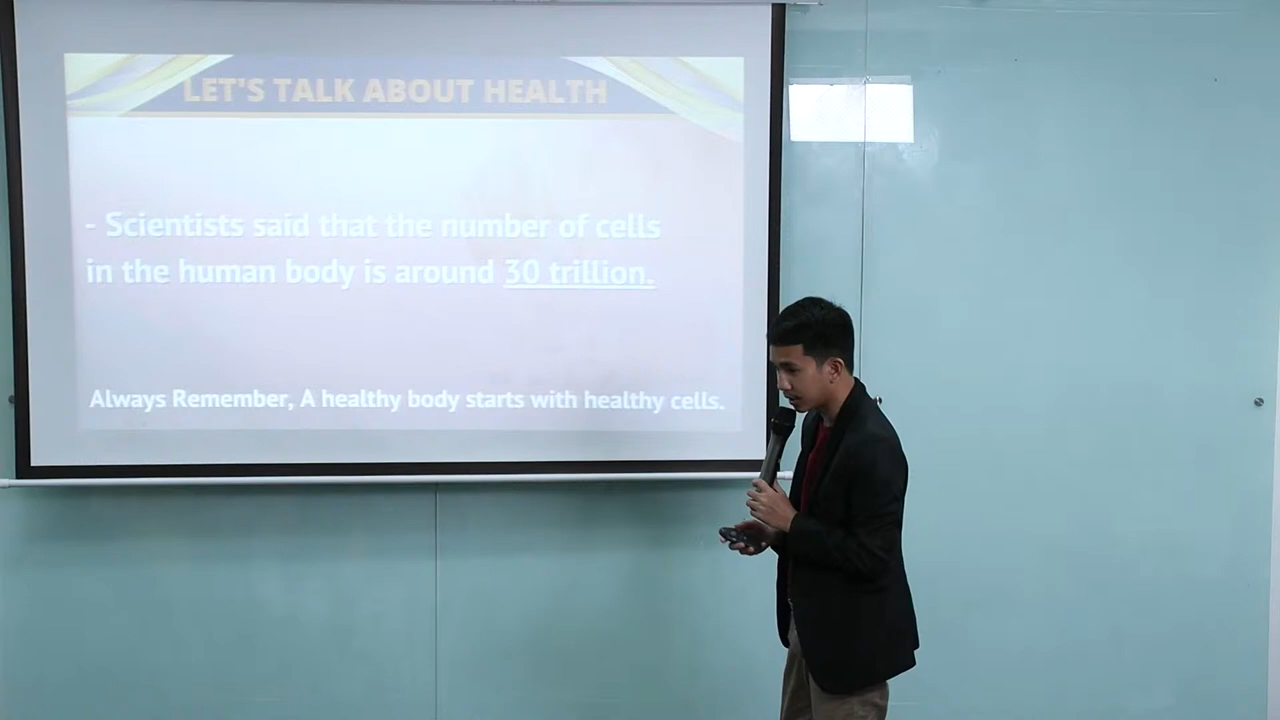 LET'S TALK ABOUT HEALTH
- Scientists said that the number of cells
in the human body is around 30 trillion.
Always Remember, A healthy body starts with healthy cells.